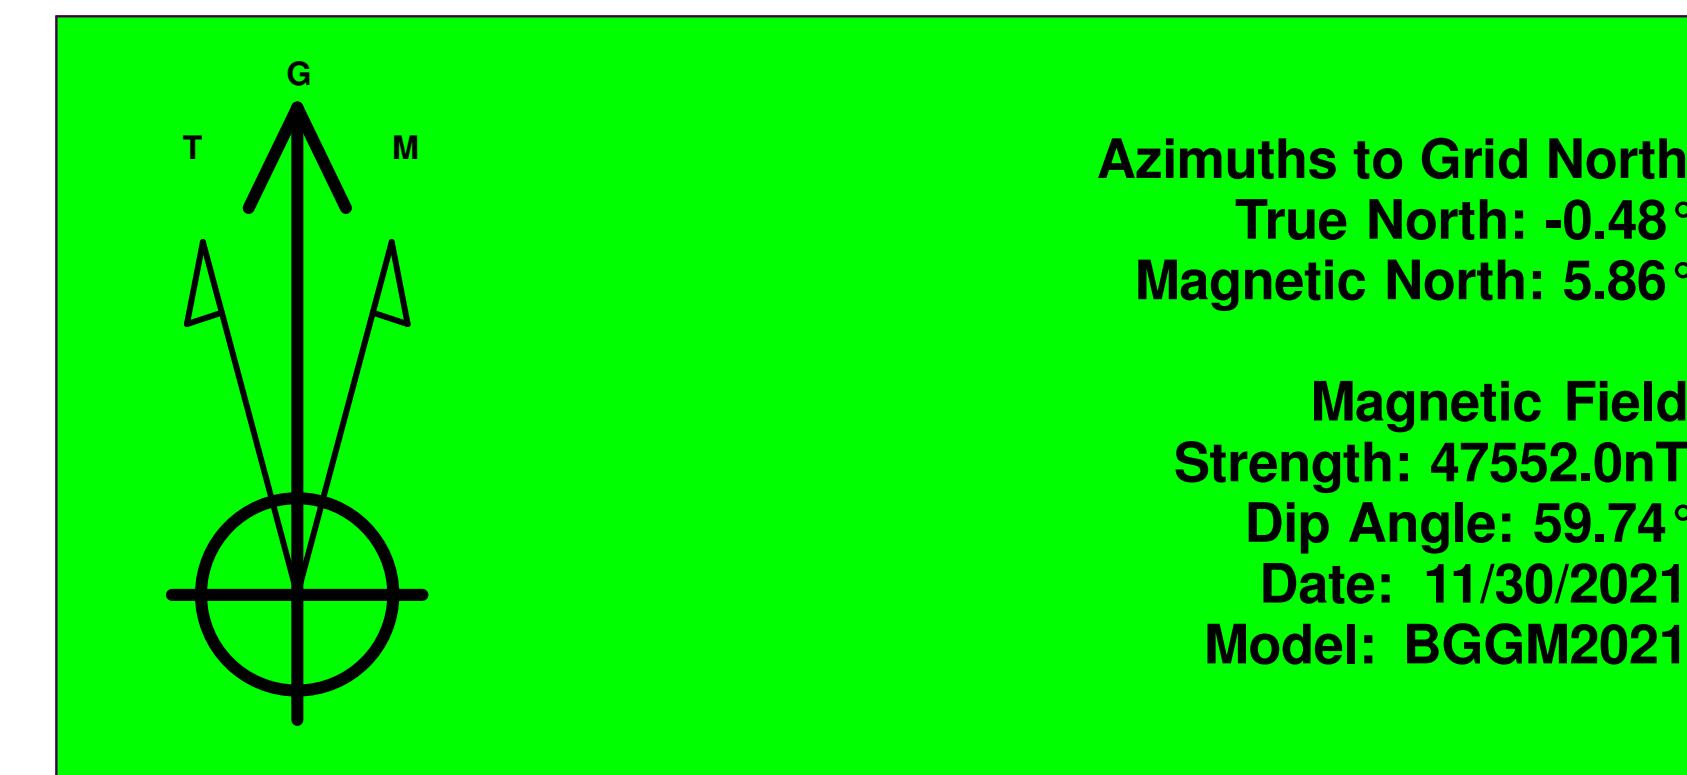 G
T M
Azimuths to Grid North
True North: -0.48°
Magnetic North: 5.86°
Magnetic Field
Strength: 47552.0nT
Dip Angle: 59.74°
Date: 11/30/2021
Model: BGGM2021